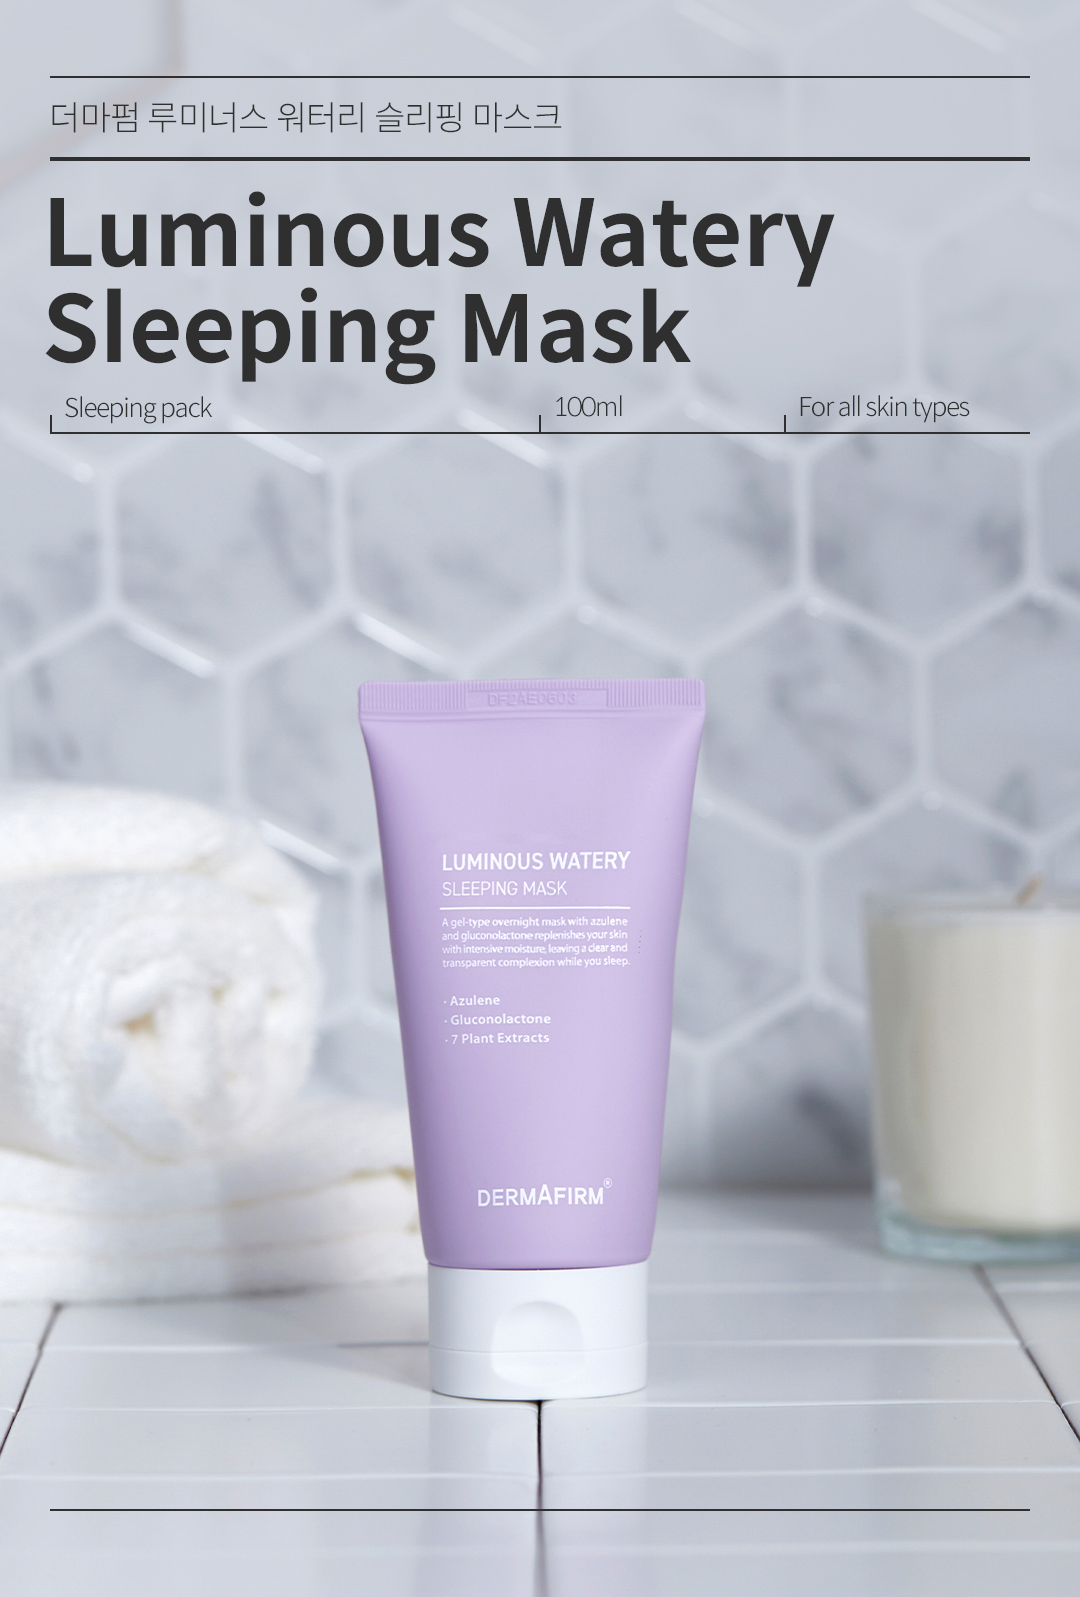 더마펌 루미너스 워터리 슬리핑 마스크
Luminous Watery
Sleeping Mask
Sleeping pack
100ml
For all skin types
DF2AE0603
LUMINOUS WATERY
SLEEPING MASK
A gel-type overnight mask with azulene
and gluconolactone replenishes your skin
with intensive moisture, leaving a clear and
transparent complexion while you sleep.
· Azulene
· Gluconolactone
· 7 Plant Extracts
DERMAFIRM®